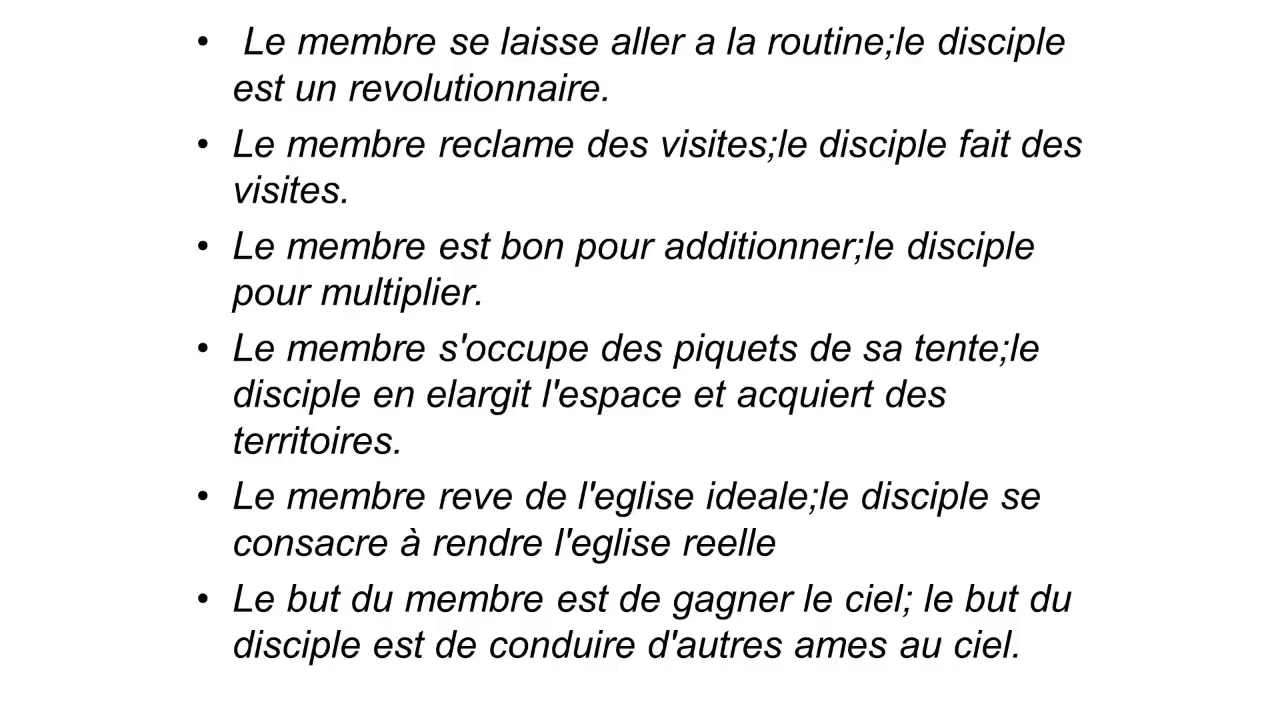 • Le membre se laisse aller a la routine;le disciple
est un revolutionnaire.
• Le membre reclame des visites;le disciple fait des
visites.
• Le membre est bon pour additionner;le disciple
pour multiplier.
• Le membre s'occupe des piquets de sa tente;le
disciple en elargit l'espace et acquiert des
territoires.
• Le membre reve de l'eglise ideale;le disciple se
consacre à rendre l'eglise reelle
• Le but du membre est de gagner le ciel; le but du
disciple est de conduire d'autres ames au ciel.